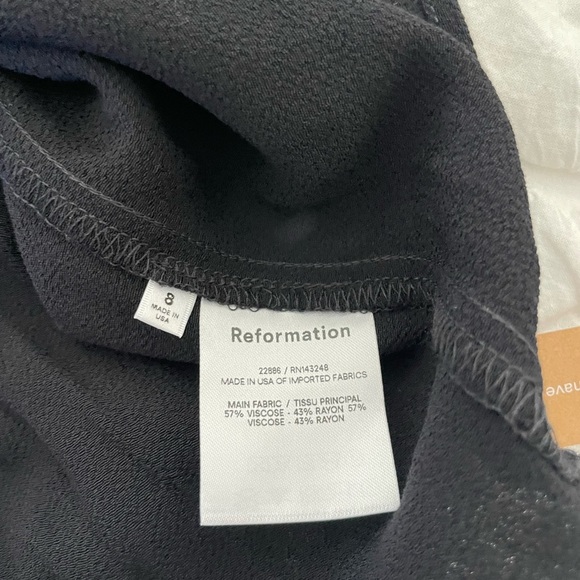 8
MADE IN
USA
Reformation
22886 / RN143248
MADE IN USA OF IMPORTED FABRICS
MAIN FABRIC / TISSU PRINCIPAL
57% VISCOSE - 43% RAYON 57%
VISCOSE - 43% RAYON
have